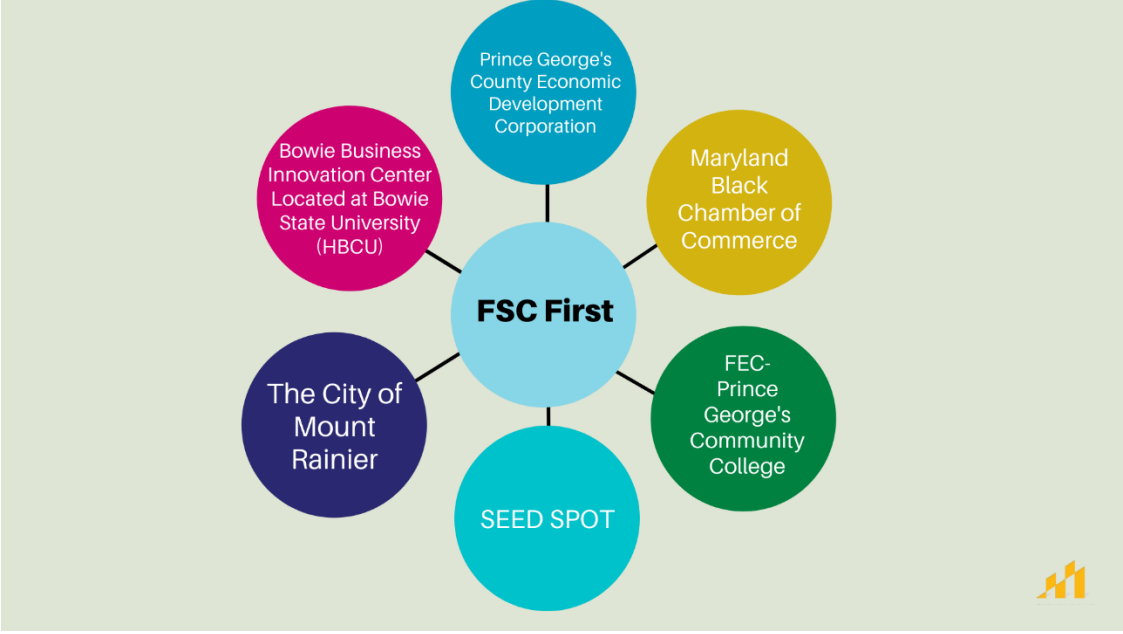 Prince George's
County Economic
Development
Corporation
Bowie Business
Innovation Center
Located at Bowie
State University
(HBCU)
Maryland
Black
Chamber of
Commerce
FSC First
The City of
Mount
Rainier
FEC-
Prince
George's
Community
College
SEED SPOT